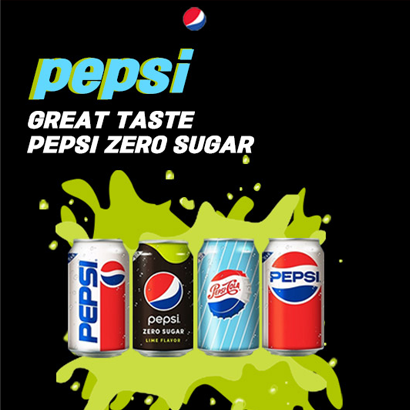 pepsi
GREAT TASTE
PEPSI ZERO SUGAR
PEPSI
pepsi
ZERO SUGAR
LIME FLAVOR
Pepsi-Cola
PEPSI